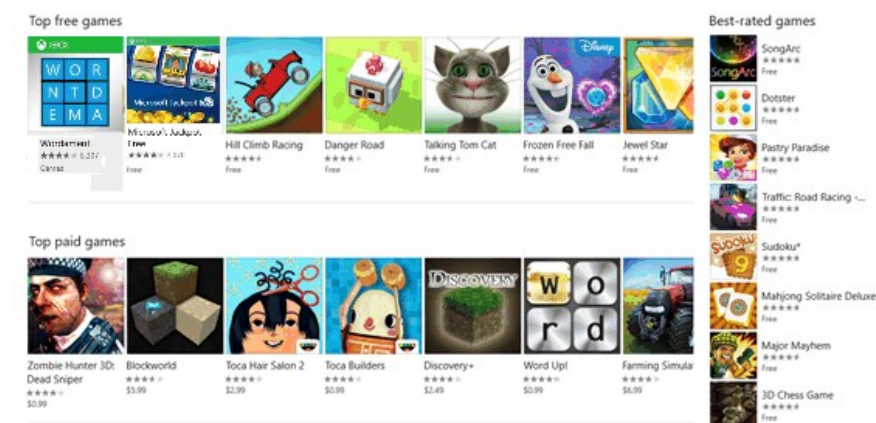 Top free games
XBOX
W O R
N T D
E M A
Wordament
Microsoft Jackpot
Microsoft Jackpot
Free
Free
Hill Climb Racing
Free
Danger Road
Free
Talking Tom Cat
Free
Disney
Frozen Free Fall
Free
Jewel Star
Free
Top paid games
Zombie Hunter 3D:
Dead Sniper
$0.99
Blockworld
$5.99
Toca Hair Salon 2
$2.99
Toca Builders
$0.99
DISCOVERY
Discovery+
$2.49
w o
r d
Word Up!
$0.99
Farming Simula
$6.99
Best-rated games
SongArc
SongArc
Free
Dotster
Free
Pastry Paradise
Free
Traffic: Road Racing -...
Free
SUDOKU
9
Sudoku*
Free
Mahjong Solitaire Deluxe
Free
Major Mayhem
Free
3D Chess Game
Free